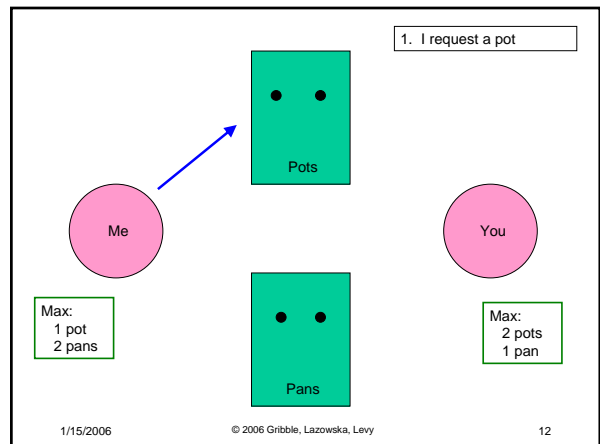 1. I request a pot
Pots
Me
You
Max:
1 pot
2 pans
Max:
2 pots
1 pan
Pans
1/15/2006
© 2006 Gribble, Lazowska, Levy
12